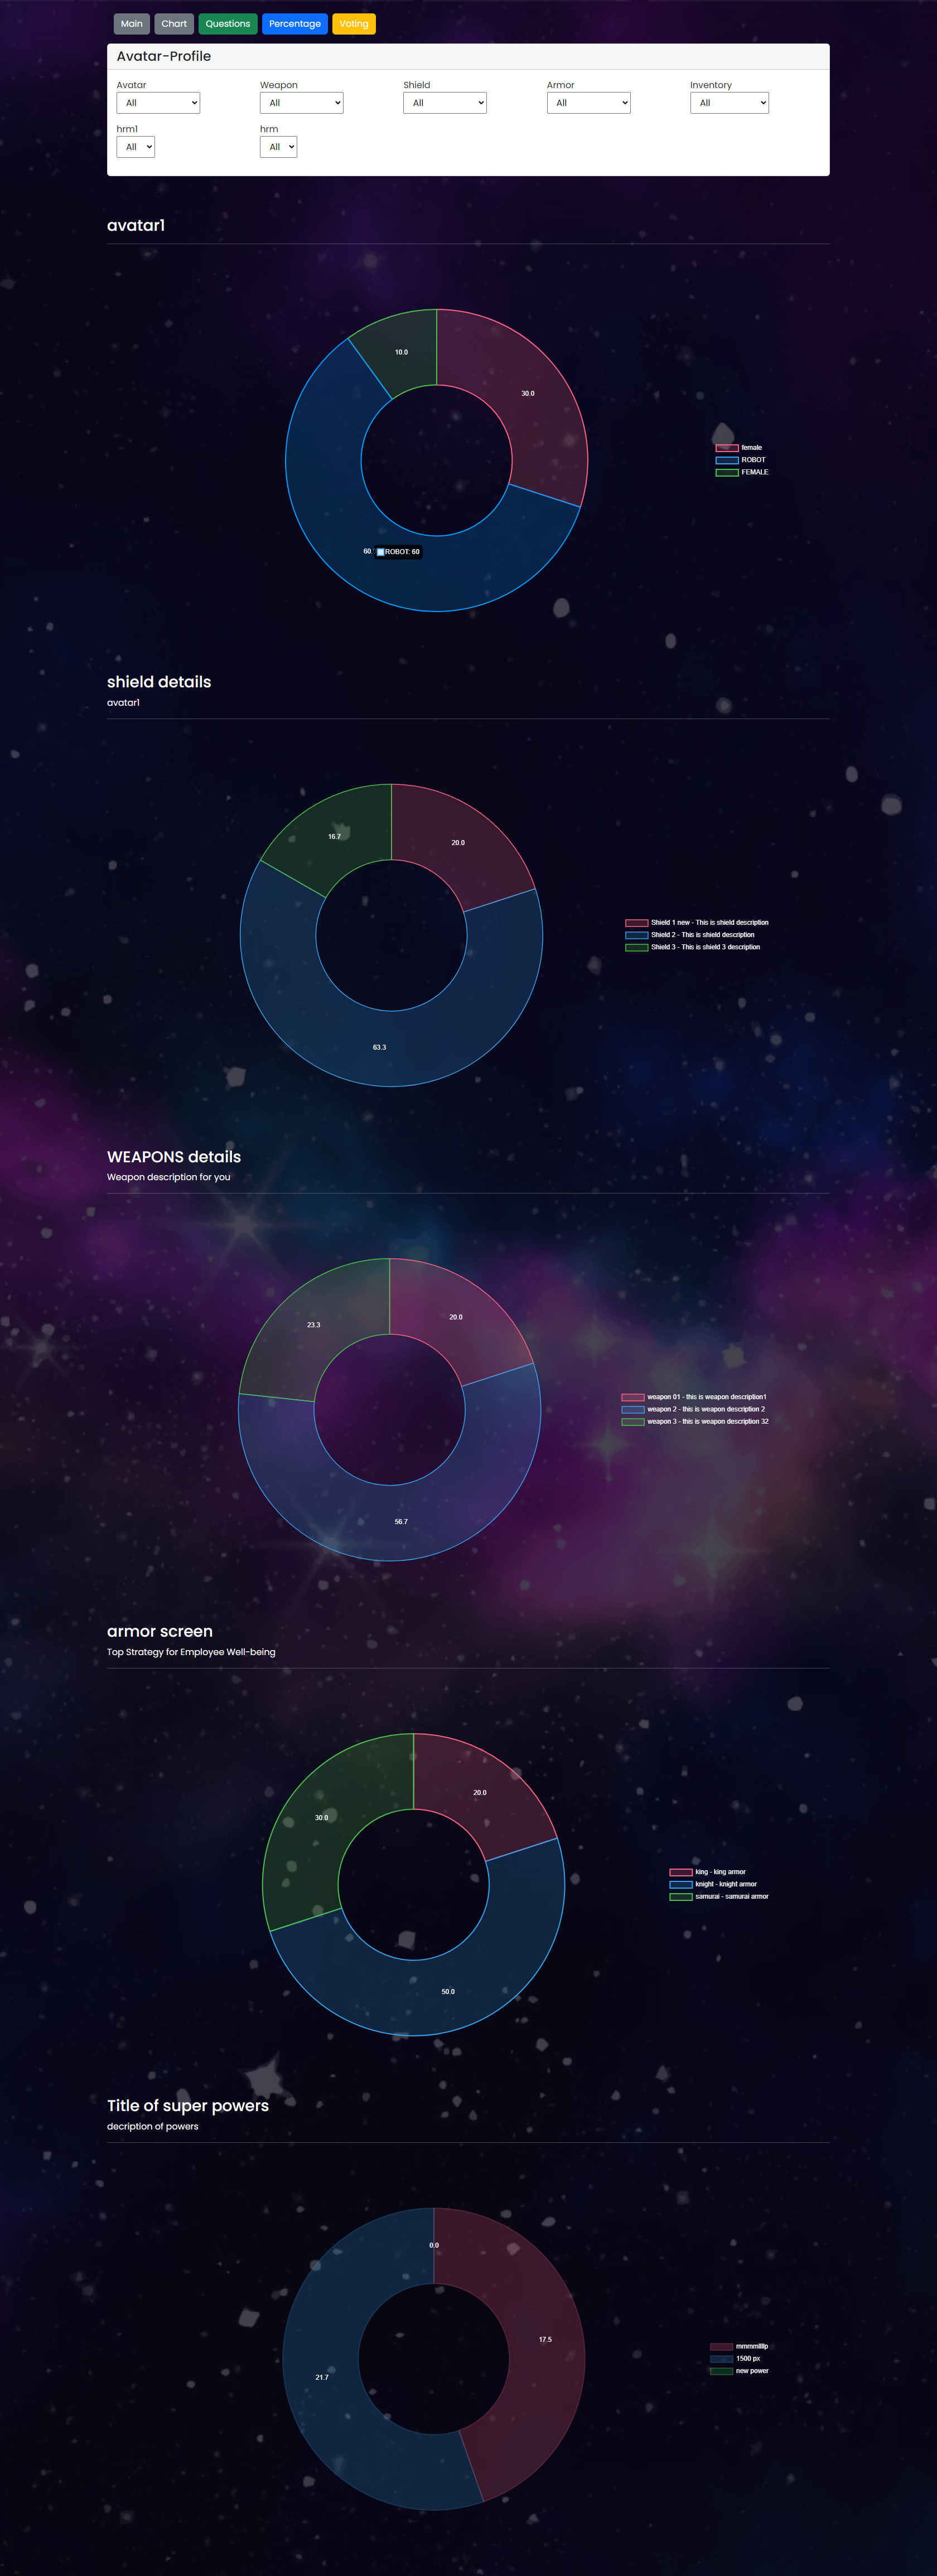 Main Chart Questions Percentage Voting
Avatar-Profile
Avatar Weapon Shield Armor Inventory
All All All All All
hrm1 hrm
All All
avatar1
10.0
30.0
female
ROBOT
FEMALE
60. ROBOT: 60
shield details
avatar1
16.7
20.0
Shield 1 new - This is shield description
Shield 2 - This is shield description
Shield 3 - This is shield 3 description
63.3
WEAPONS details
Weapon description for you
20.0
23.3
weapon 01 - this is weapon description1
weapon 2 - this is weapon description 2
weapon 3 - this is weapon description 32
56.7
armor screen
Top Strategy for Employee Well-being
20.0
30.0
king - king armor
knight - knight armor
samurai - samurai armor
50.0
Title of super powers
decription of powers
0.0
17.5
1500 px
new power
21.7